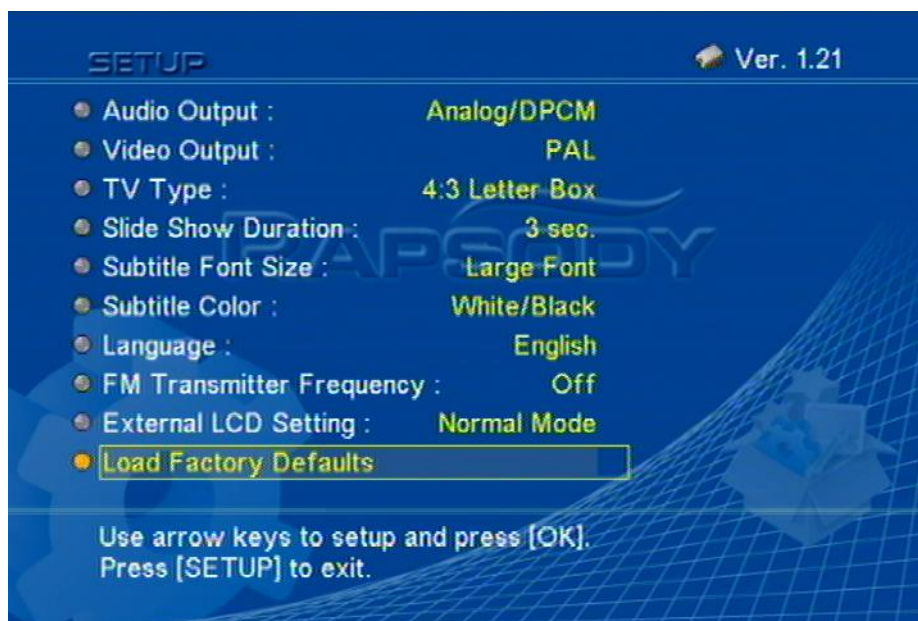 SETUP
Ver. 1.21
Audio Output : Analog/DPCM
Video Output : PAL
TV Type : 4:3 Letter Box
Slide Show Duration : 3 sec.
RAPSODY
Subtitle Font Size : Large Font
Subtitle Color : White/Black
Language : English
FM Transmitter Frequency : Off
External LCD Setting : Normal Mode
Load Factory Defaults
Use arrow keys to setup and press [OK].
Press [SETUP] to exit.